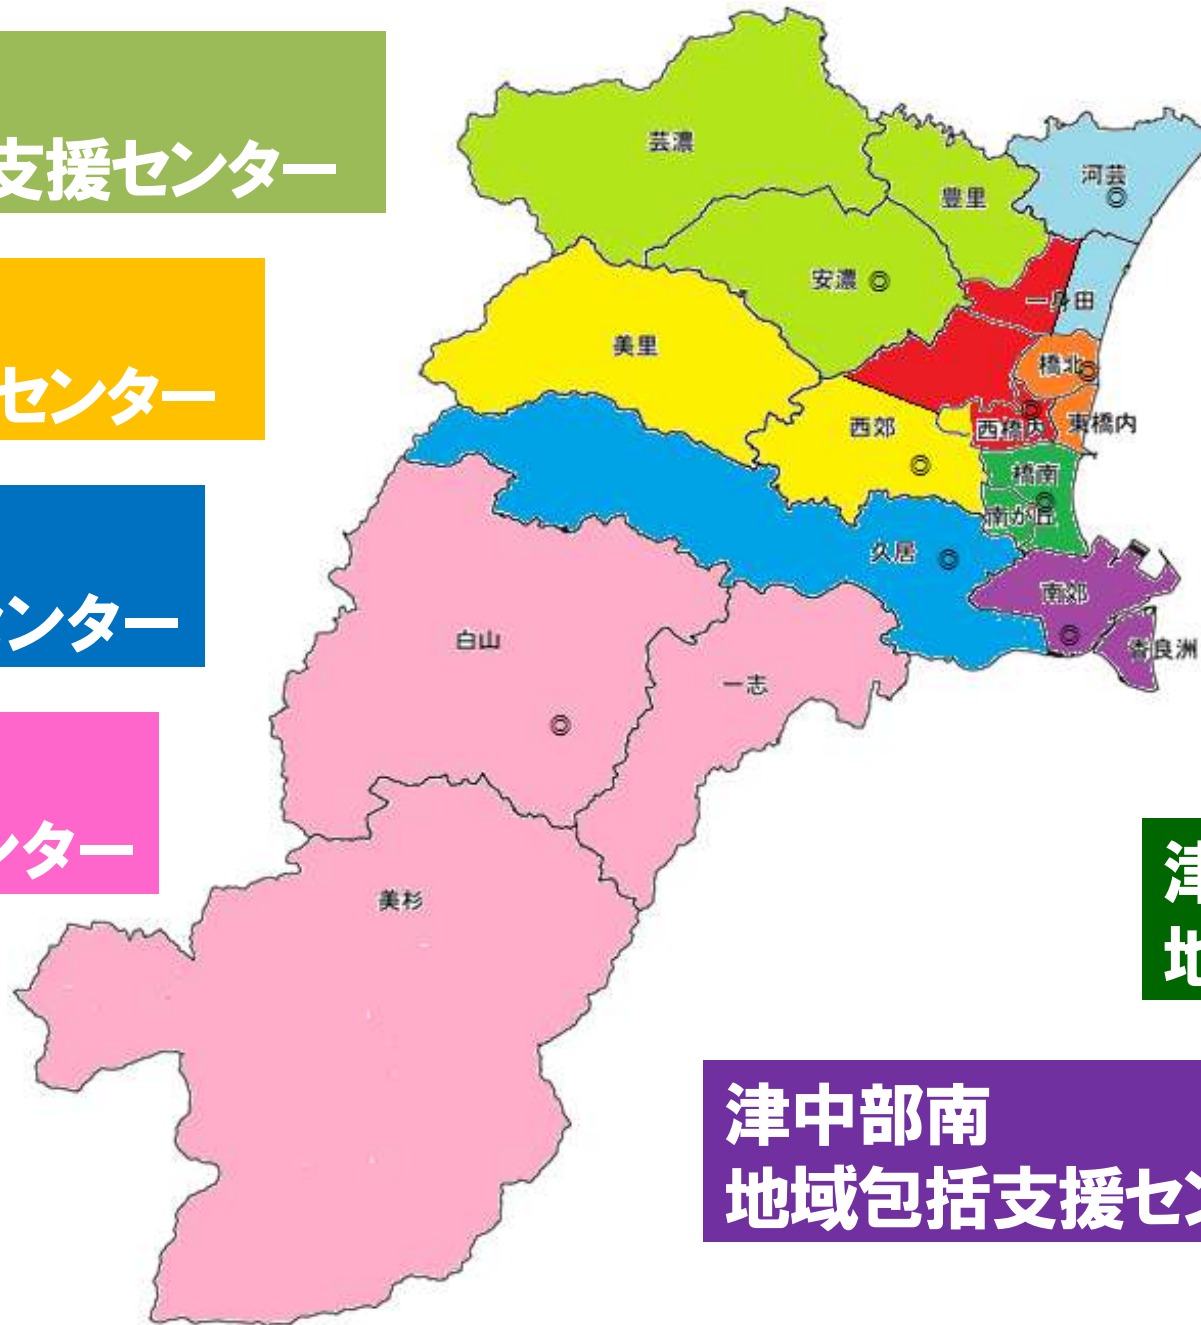 支援センター
芸濃
河芸
豊里
安濃
一身田
センター
美里
橋北
西郊
西橋内
東橋内
橋南
南が丘
久居
南郊
センター
白山
香良洲
一志
ンター
美杉
津
地
津中部南
地域包括支援セン